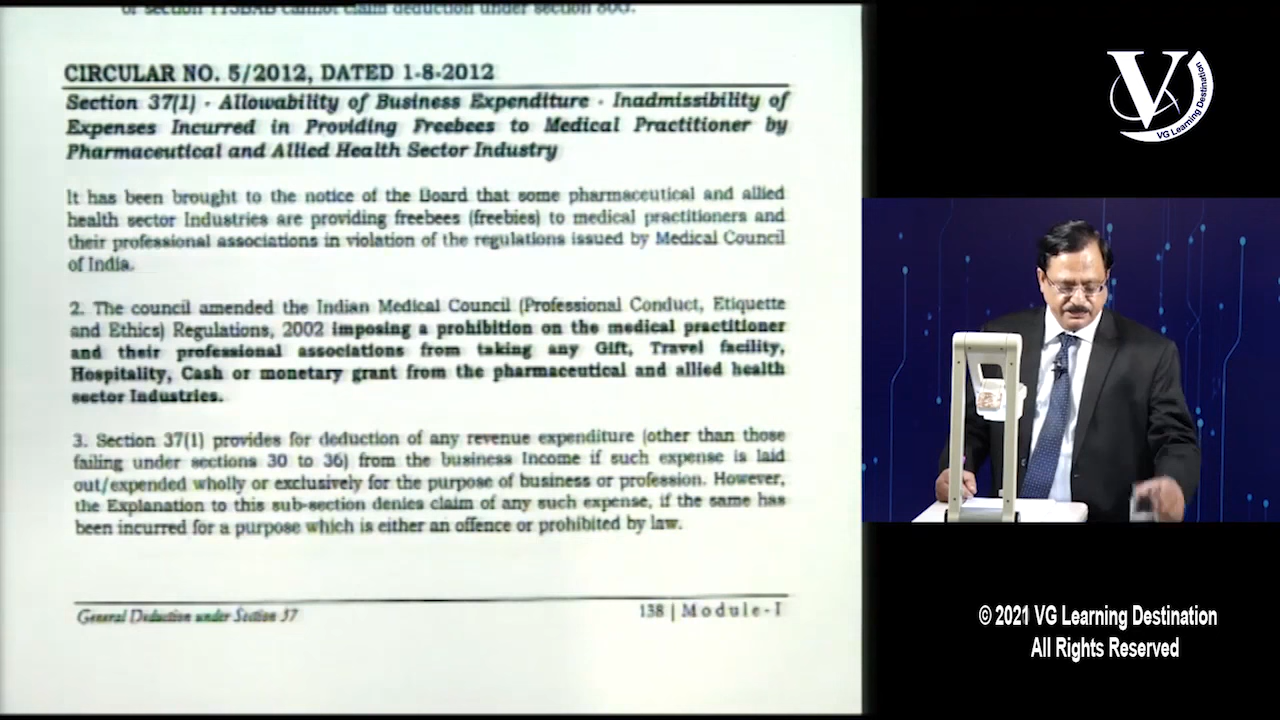 or section 115BAB cannot claim deduction under section 80G.
CIRCULAR NO. 5/2012, DATED 1-8-2012
Section 37(1) - Allowability of Business Expenditure - Inadmissibility of
Expenses Incurred in Providing Freebees to Medical Practitioner by
Pharmaceutical and Allied Health Sector Industry
It has been brought to the notice of the Board that some pharmaceutical and allied
health sector Industries are providing freebees (freebies) to medical practitioners and
their professional associations in violation of the regulations issued by Medical Council
of India.
2. The council amended the Indian Medical Council (Professional Conduct, Etiquette
and Ethics) Regulations, 2002 imposing a prohibition on the medical practitioner
and their professional associations from taking any Gift, Travel facility,
Hospitality, Cash or monetary grant from the pharmaceutical and allied health
sector Industries.
3. Section 37(1) provides for deduction of any revenue expenditure (other than those
failing under sections 30 to 36) from the business Income if such expense is laid
out/expended wholly or exclusively for the purpose of business or profession. However,
the Explanation to this sub-section denies claim of any such expense, if the same has
been incurred for a purpose which is either an offence or prohibited by law.
General Deduction under Section 37
138 | Module-I
V
VG Learning Destination
© 2021 VG Learning Destination
All Rights Reserved